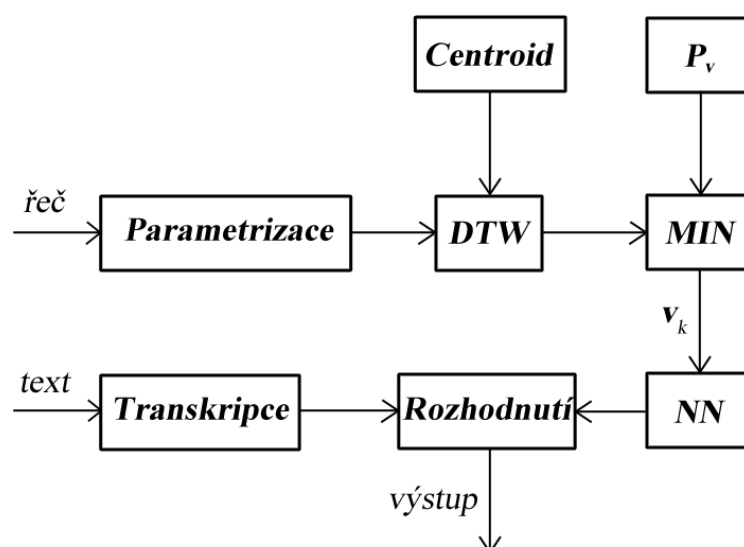 Centroid
P_v
řeč
Parametrizace
DTW
MIN
v_k
text
Transkripce
Rozhodnutí
NN
výstup